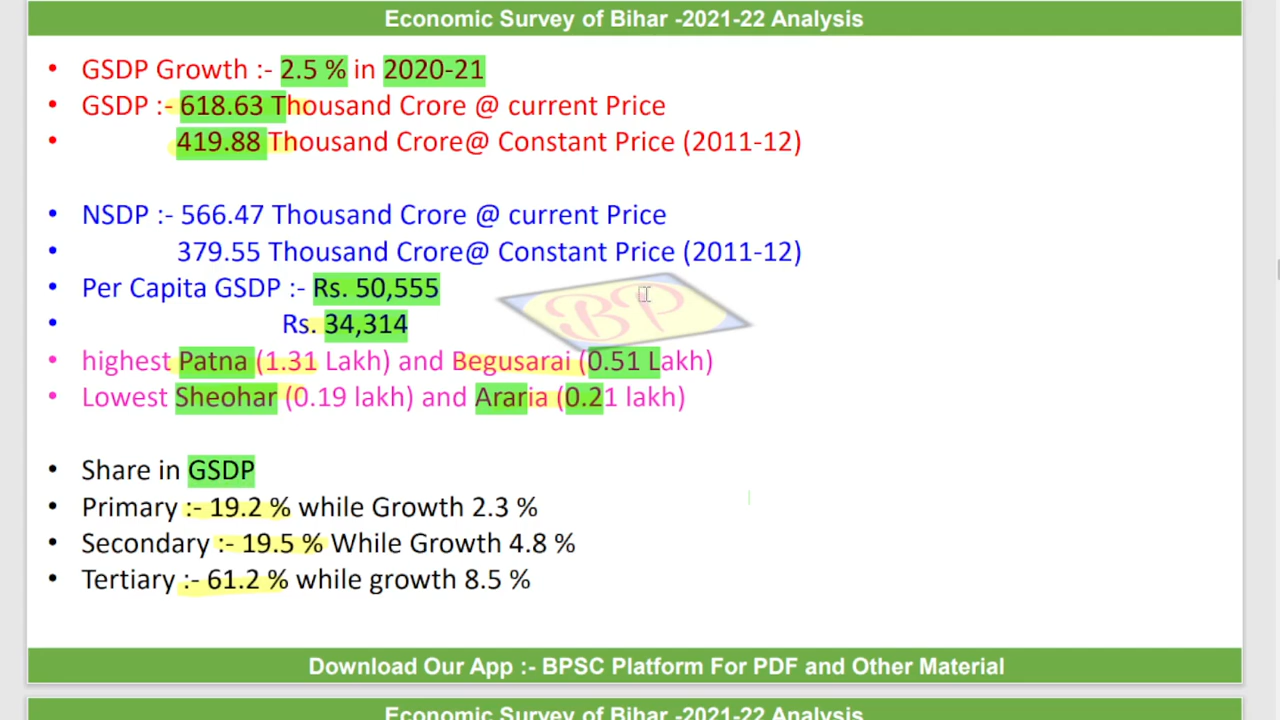 Economic Survey of Bihar -2021-22 Analysis
• GSDP Growth :- 2.5 % in 2020-21
• GSDP :- 618.63 Thousand Crore @ current Price
• 419.88 Thousand Crore@ Constant Price (2011-12)
• NSDP :- 566.47 Thousand Crore @ current Price
• 379.55 Thousand Crore@ Constant Price (2011-12)
• Per Capita GSDP :- Rs. 50,555
• Rs. 34,314
BP
• highest Patna (1.31 Lakh) and Begusarai (0.51 Lakh)
• Lowest Sheohar (0.19 lakh) and Araria (0.21 lakh)
• Share in GSDP
• Primary :- 19.2 % while Growth 2.3 %
• Secondary :- 19.5 % While Growth 4.8 %
• Tertiary :- 61.2 % while growth 8.5 %
Download Our App :- BPSC Platform For PDF and Other Material
Economic Survey of Bihar -2021-22 Analysis